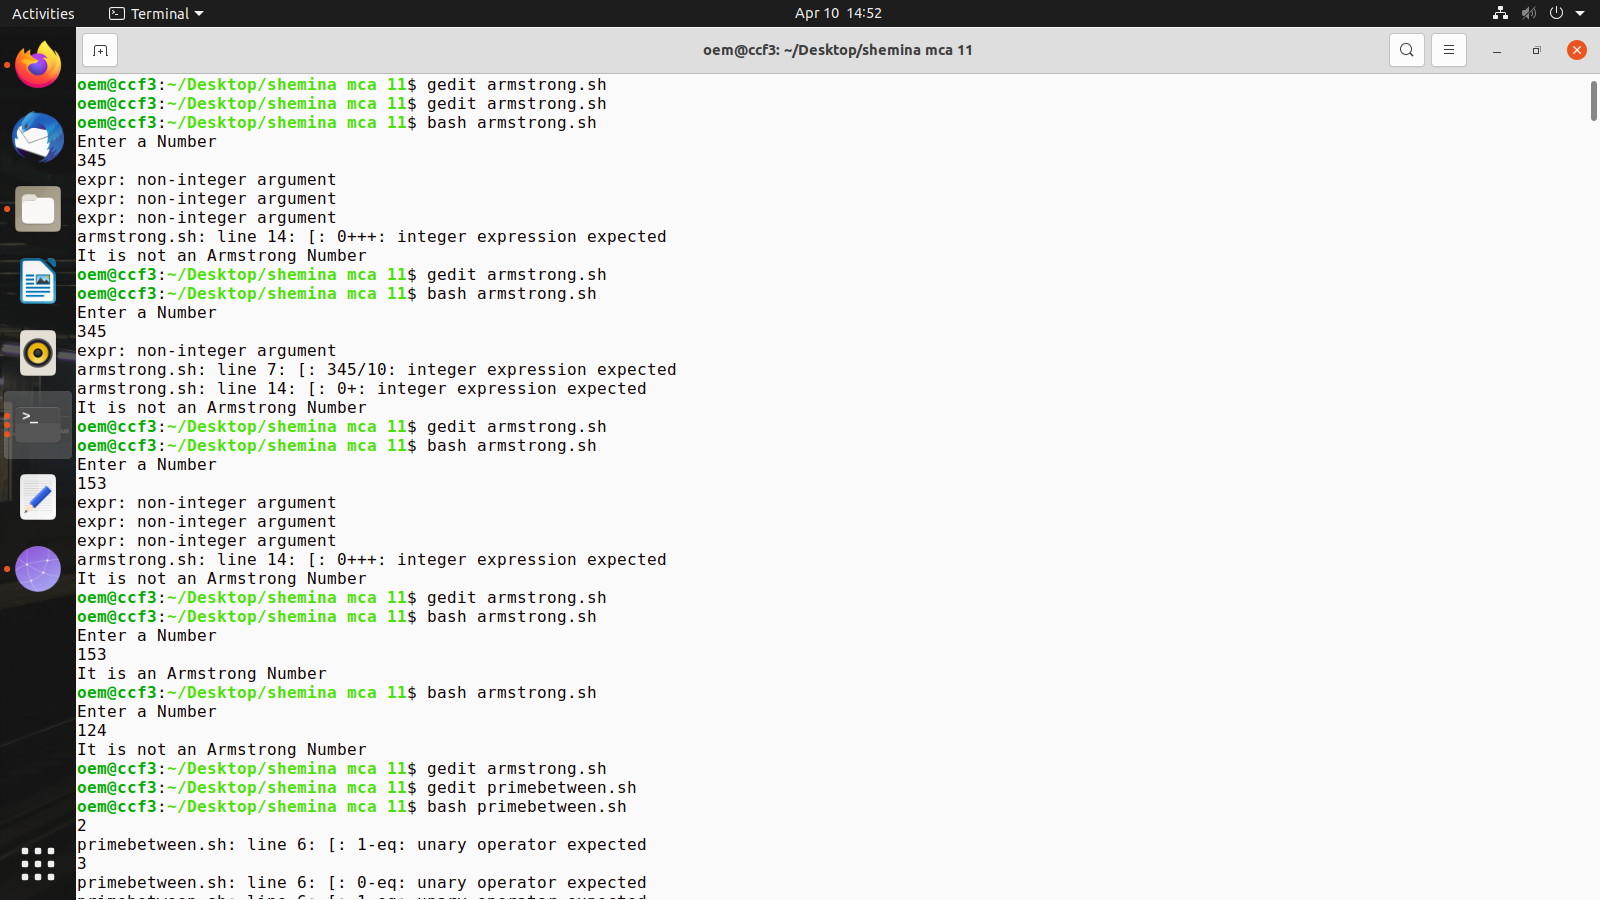 Activities
Terminal
Apr 10 14:52
oem@ccf3: ~/Desktop/shemina mca 11
oem@ccf3:~/Desktop/shemina mca 11$ gedit armstrong.sh
oem@ccf3:~/Desktop/shemina mca 11$ gedit armstrong.sh
oem@ccf3:~/Desktop/shemina mca 11$ bash armstrong.sh
Enter a Number
345
expr: non-integer argument
expr: non-integer argument
expr: non-integer argument
armstrong.sh: line 14: [: 0+++: integer expression expected
It is not an Armstrong Number
oem@ccf3:~/Desktop/shemina mca 11$ gedit armstrong.sh
oem@ccf3:~/Desktop/shemina mca 11$ bash armstrong.sh
Enter a Number
345
expr: non-integer argument
armstrong.sh: line 7: [: 345/10: integer expression expected
armstrong.sh: line 14: [: 0+: integer expression expected
It is not an Armstrong Number
oem@ccf3:~/Desktop/shemina mca 11$ gedit armstrong.sh
oem@ccf3:~/Desktop/shemina mca 11$ bash armstrong.sh
Enter a Number
153
expr: non-integer argument
expr: non-integer argument
expr: non-integer argument
armstrong.sh: line 14: [: 0+++: integer expression expected
It is not an Armstrong Number
oem@ccf3:~/Desktop/shemina mca 11$ gedit armstrong.sh
oem@ccf3:~/Desktop/shemina mca 11$ bash armstrong.sh
Enter a Number
153
It is an Armstrong Number
oem@ccf3:~/Desktop/shemina mca 11$ bash armstrong.sh
Enter a Number
124
It is not an Armstrong Number
oem@ccf3:~/Desktop/shemina mca 11$ gedit armstrong.sh
oem@ccf3:~/Desktop/shemina mca 11$ gedit primebetween.sh
oem@ccf3:~/Desktop/shemina mca 11$ bash primebetween.sh
2
primebetween.sh: line 6: [: 1-eq: unary operator expected
3
primebetween.sh: line 6: [: 0-eq: unary operator expected
primebetween.sh: line 6: [: 1-eq: unary operator expected